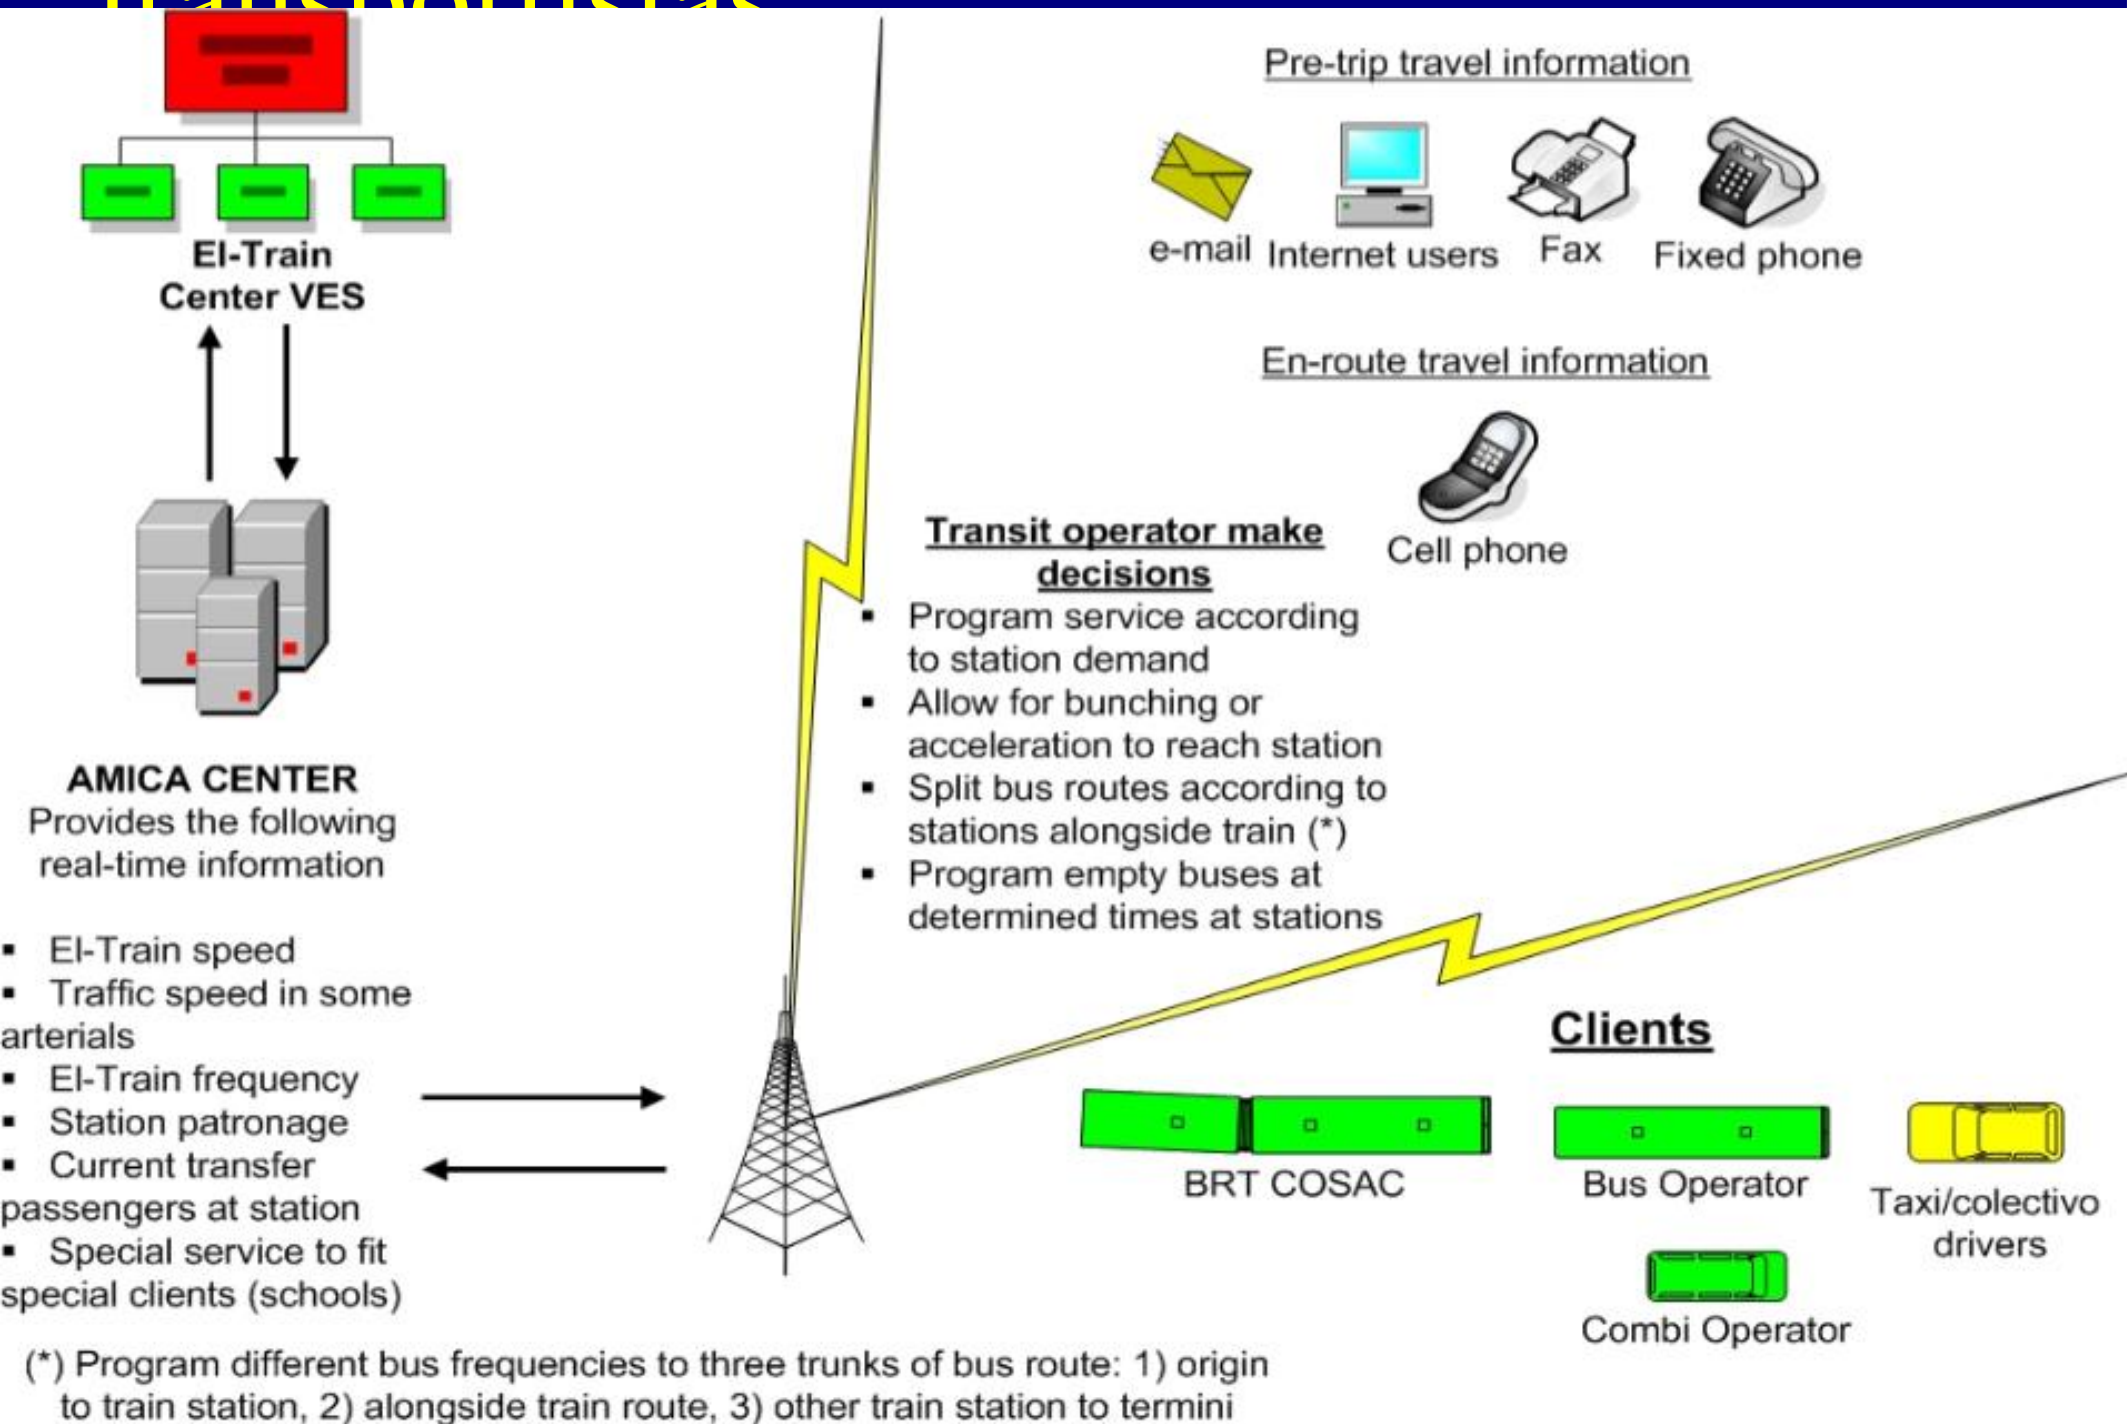 El-Train
Center VES
AMICA CENTER
Provides the following
real-time information
▪ El-Train speed
▪ Traffic speed in some
arterials
▪ El-Train frequency
▪ Station patronage
▪ Current transfer
passengers at station
▪ Special service to fit
special clients (schools)
Pre-trip travel information
e-mail
Internet users
Fax
Fixed phone
En-route travel information
Cell phone
Transit operator make
decisions
▪ Program service according
to station demand
▪ Allow for bunching or
acceleration to reach station
▪ Split bus routes according to
stations alongside train (*)
▪ Program empty buses at
determined times at stations
Clients
BRT COSAC
Bus Operator
Taxi/colectivo
drivers
Combi Operator
(*) Program different bus frequencies to three trunks of bus route: 1) origin
to train station, 2) alongside train route, 3) other train station to termini